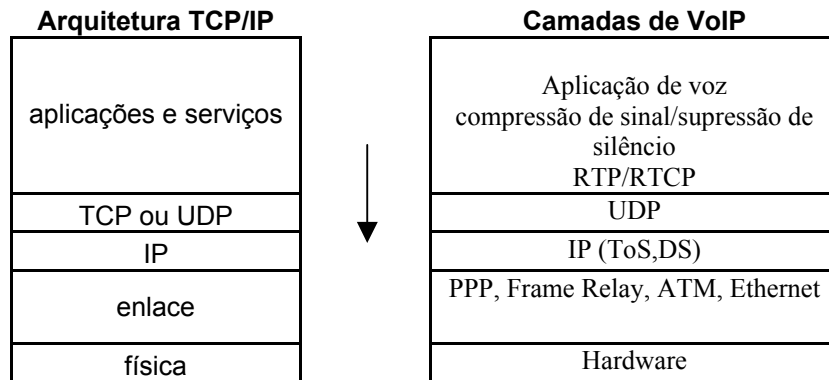 Arquitetura TCP/IP
aplicações e serviços
TCP ou UDP
IP
enlace
física
Camadas de VoIP
Aplicação de voz
compressão de sinal/supressão de
silêncio
RTP/RTCP
UDP
IP (ToS,DS)
PPP, Frame Relay, ATM, Ethernet
Hardware